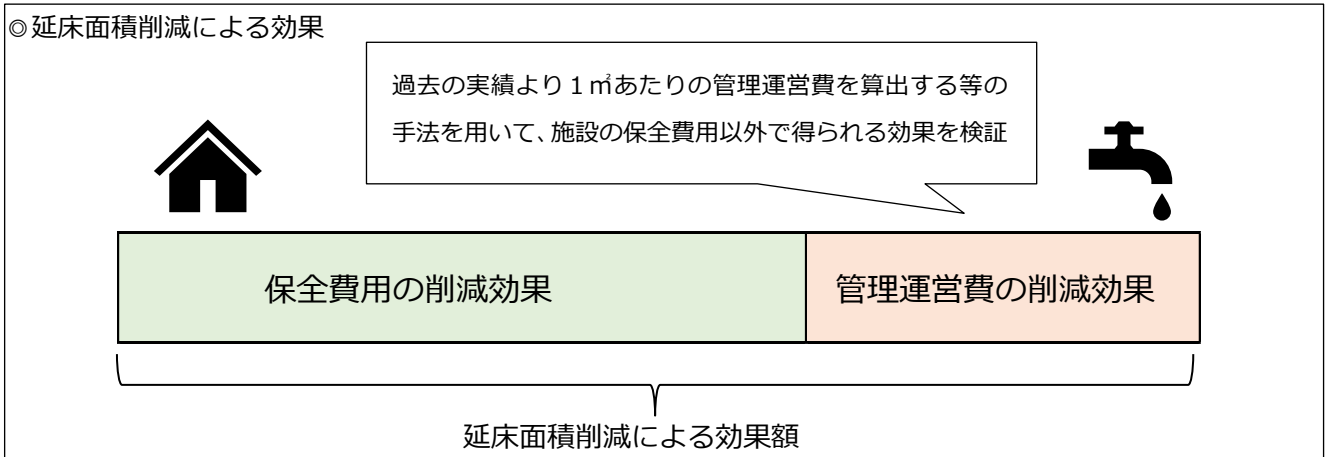 ◎延床面積削減による効果
過去の実績より１㎡あたりの管理運営費を算出する等の
手法を用いて、施設の保全費用以外で得られる効果を検証
保全費用の削減効果
管理運営費の削減効果
延床面積削減による効果額